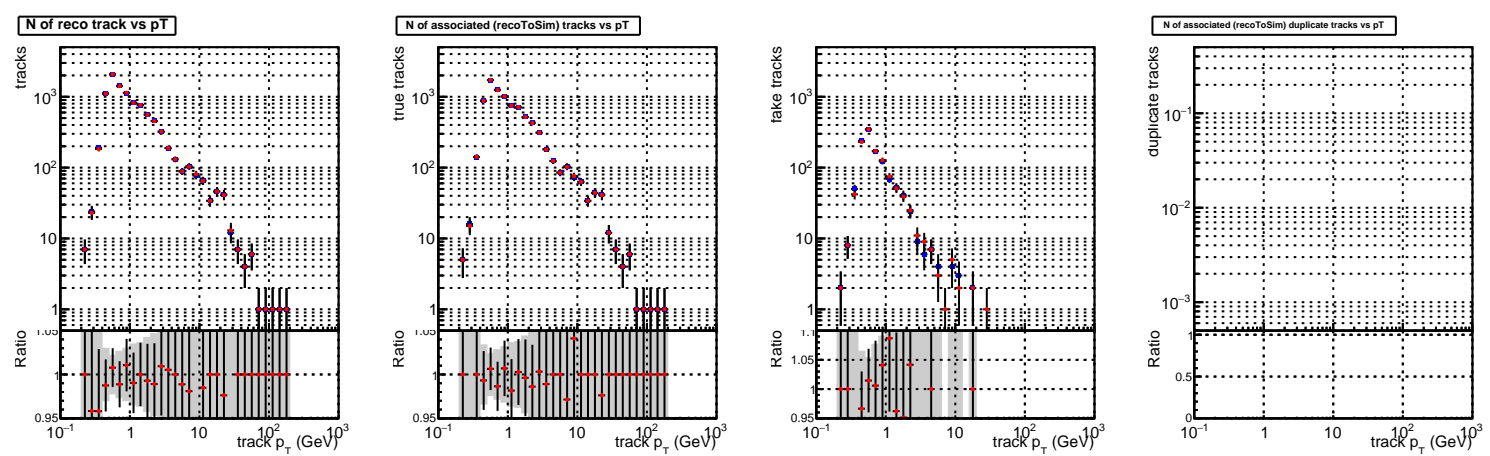 N of reco track vs pT
tracks
10³
10²
10
1
Ratio
1.05
1
0.95
10⁻¹ 1 10 10² 10³
track p_T (GeV)
N of associated (recoToSim) tracks vs pT
true tracks
10³
10²
10
1
Ratio
1.05
1
0.95
10⁻¹ 1 10 10² 10³
track p_T (GeV)
fake tracks
10³
10²
10
1
Ratio
1.1
1.05
1
0.95
10⁻¹ 1 10 10² 10³
track p_T (GeV)
N of associated (recoToSim) duplicate tracks vs pT
duplicate tracks
10⁻¹
10⁻²
10⁻³
Ratio
1
0.5
0
10⁻¹ 1 10 10² 10³
track p_T (GeV)